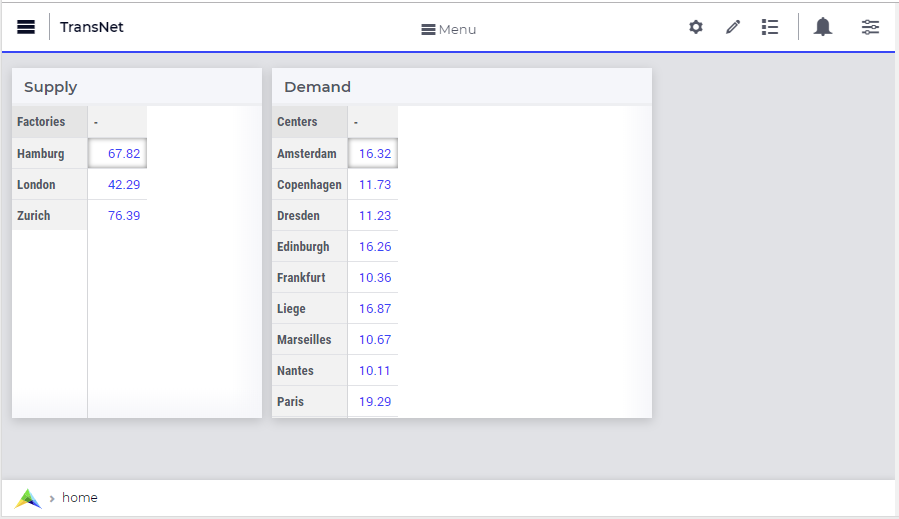 TransNet
Menu
Supply
Factories -
Hamburg 67.82
London 42.29
Zurich 76.39
Demand
Centers -
Amsterdam 16.32
Copenhagen 11.73
Dresden 11.23
Edinburgh 16.26
Frankfurt 10.36
Liege 16.87
Marseilles 10.67
Nantes 10.11
Paris 19.29
home